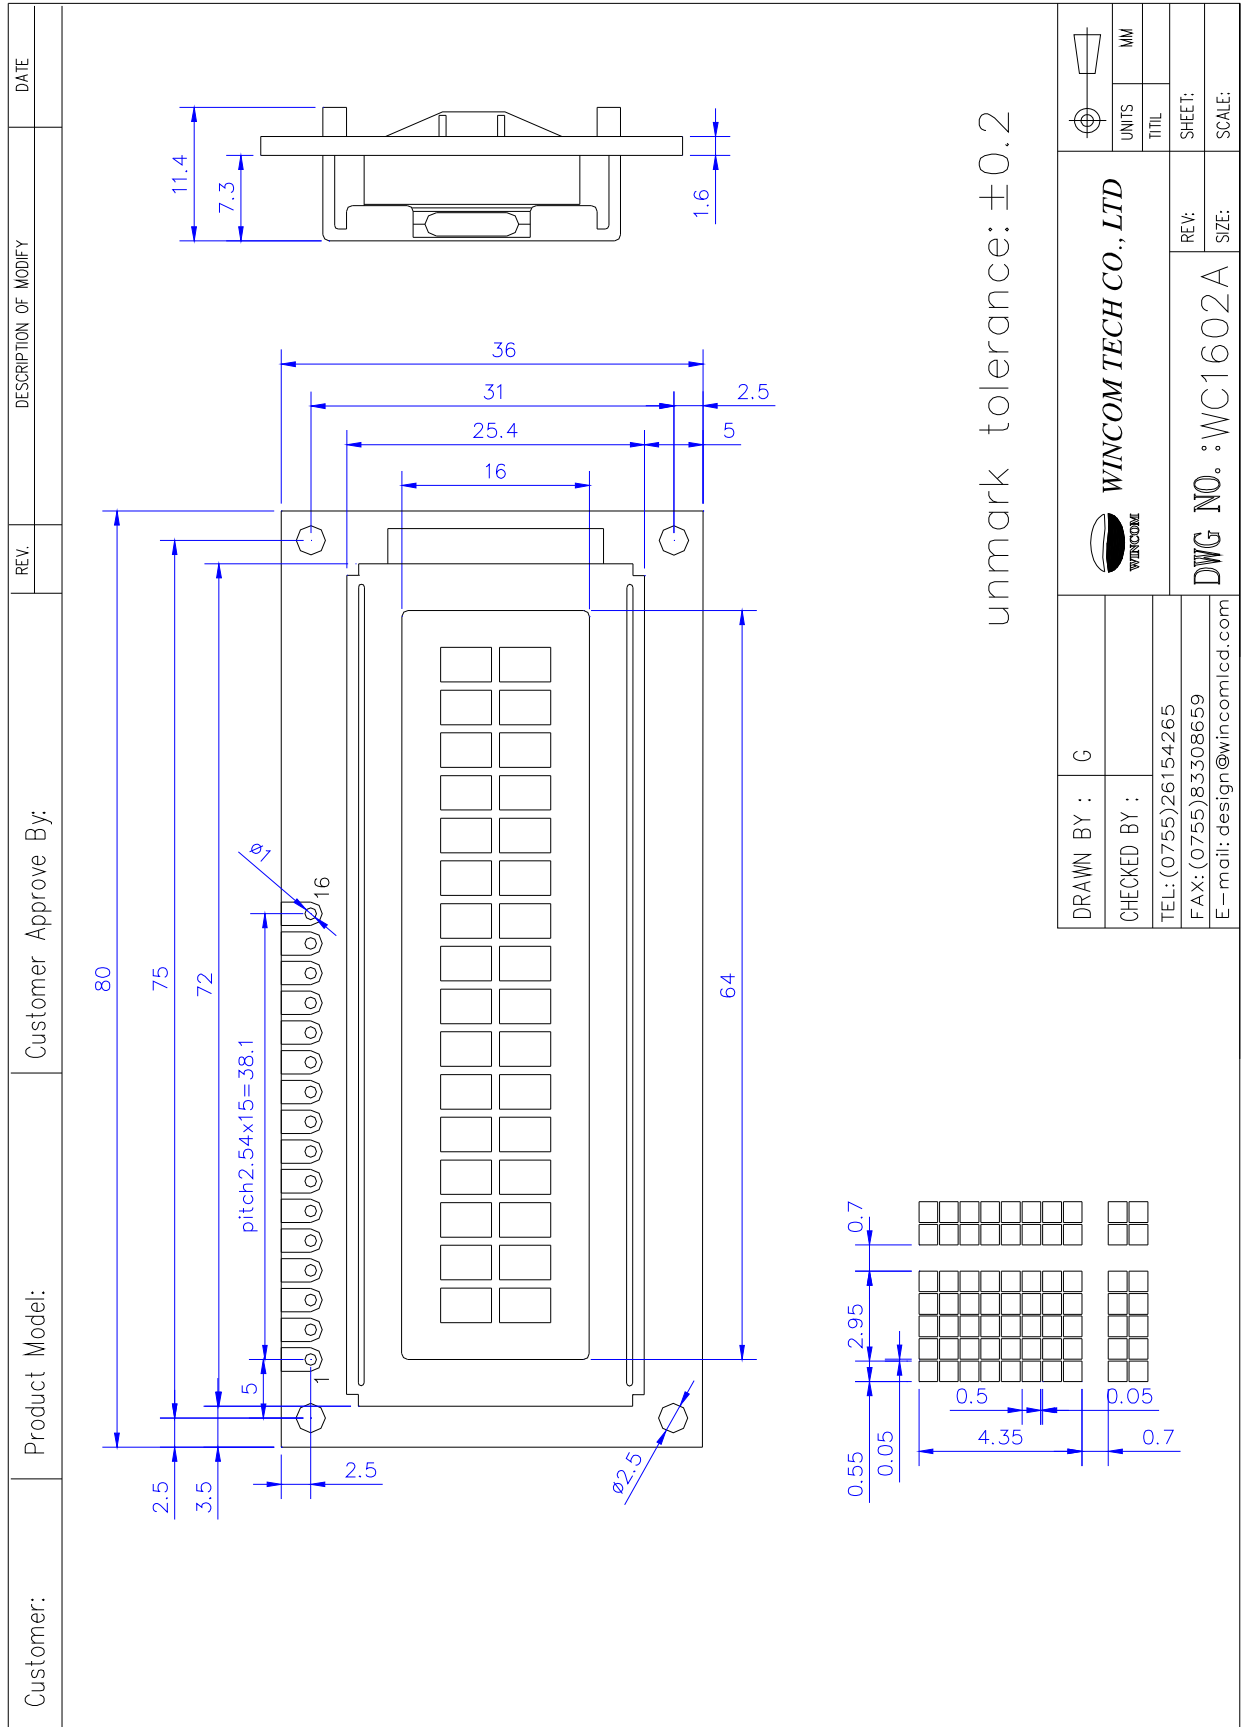 Customer:
Product Model:
Customer Approve By:
REV.
DESCRIPTION OF MODIFY
DATE
11.4
7.3
1.6
36
31
2.5
25.4
5
16
80
75
72
pitch2.54x15=38.1
ø1
16
1
5
64
2.5
3.5
2.5
ø2.5
0.7
2.95
0.55
0.05
0.5
0.05
4.35
0.7
unmark tolerance: ±0.2
DRAWN BY : G
CHECKED BY :
TEL:(0755)26154265
FAX:(0755)83308659
E-mail:design@wincomlcd.com
WINCOM
WINCOM TECH CO., LTD
DWG NO. :WC1602A
UNITS MM
TITIL
REV: SHEET:
SIZE: SCALE: